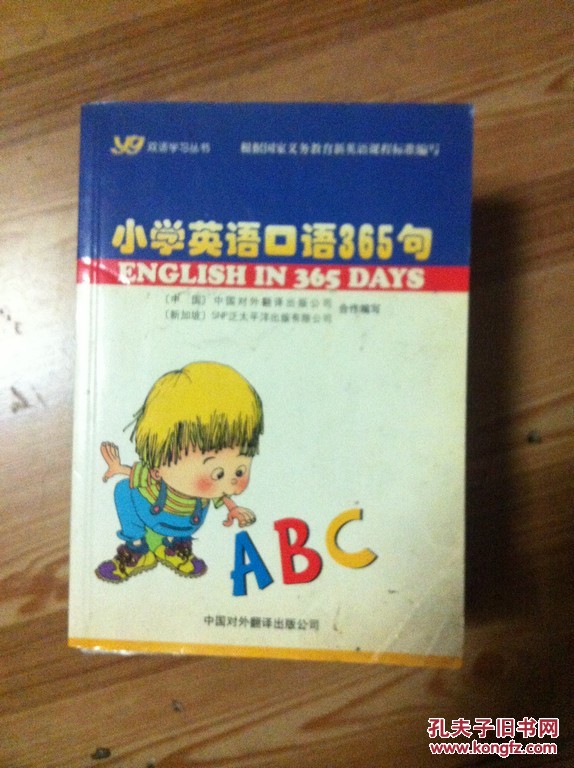 yg 双语学习丛书 根据国家义务教育新英语课程标准编写
小学英语口语365句
ENGLISH IN 365 DAYS
（中 国）中国对外翻译出版公司 合作编写
（新加坡）SNP泛太平洋出版有限公司
ABC
中国对外翻译出版公司
孔夫子旧书网
www.kongfz.com